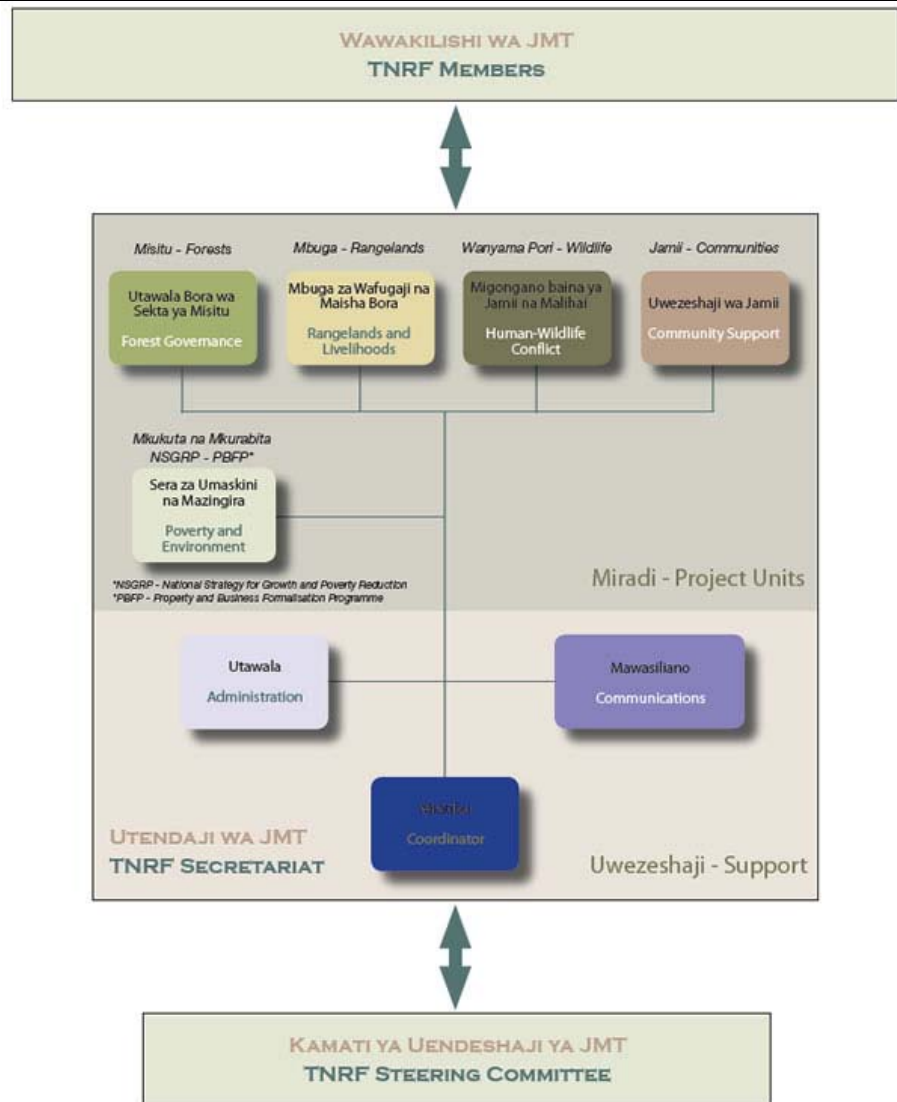 WAWAKILISHI WA JMT
TNRF MEMBERS
Misitu - Forests
Utawala Bora wa
Sekta ya Misitu
Forest Governance
Mbuga - Rangelands
Mbuga za Wafugaji na
Maisha Bora
Rangelands and
Livelihoods
Wanyama Pori - Wildlife
Migongano baina ya
Jamii na Malihai
Human-Wildlife
Conflict
Jamii - Communities
Uwezeshaji wa Jamii
Community Support
Mkukuta na Mkurabita
NSGRP - PBFP*
Sera za Umaskini
na Mazingira
Poverty and
Environment
*NSGRP - National Strategy for Growth and Poverty Reduction
*PBFP - Property and Business Formalisation Programme
Miradi - Project Units
Utawala
Administration
Mawasiliano
Communications
Coordinator
UTENDAJI WA JMT
TNRF SECRETARIAT
Uwezeshaji - Support
KAMATI YA UENDESHAJI YA JMT
TNRF STEERING COMMITTEE